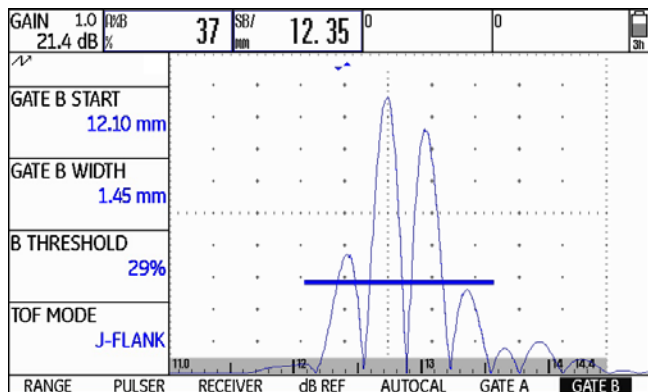 GAIN 1.0
21.4 dB
A%B
%
37
SB/
mm
12.35
0
0
3h
GATE B START
12.10 mm
GATE B WIDTH
1.45 mm
B THRESHOLD
29%
TOF MODE
J-FLANK
11.0 12 13 14 14.4
RANGE PULSER RECEIVER dB REF AUTOCAL GATE A GATE B